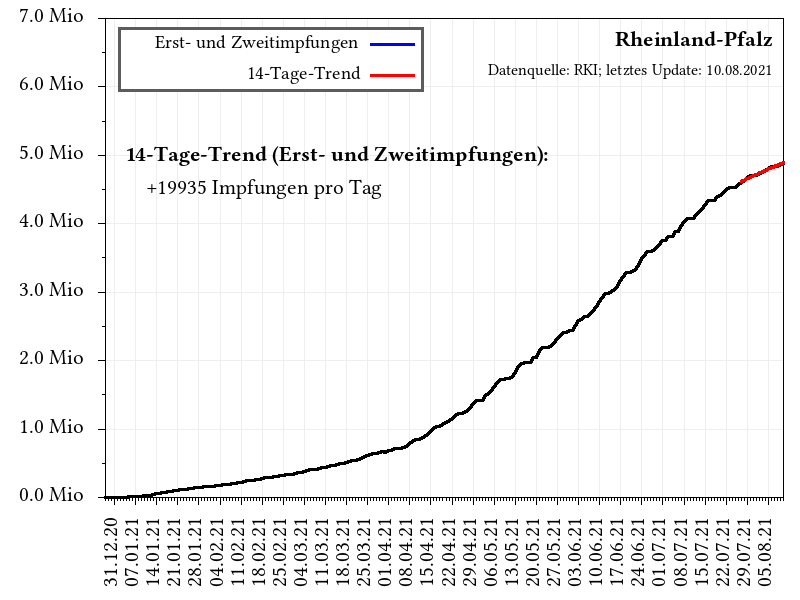 7.0 Mio
6.0 Mio
5.0 Mio
4.0 Mio
3.0 Mio
2.0 Mio
1.0 Mio
0.0 Mio
Erst- und Zweitimpfungen
14-Tage-Trend
Rheinland-Pfalz
Datenquelle: RKI; letztes Update: 10.08.2021
14-Tage-Trend (Erst- und Zweitimpfungen):
+19935 Impfungen pro Tag
31.12.20
07.01.21
14.01.21
21.01.21
28.01.21
04.02.21
11.02.21
18.02.21
25.02.21
04.03.21
11.03.21
18.03.21
25.03.21
01.04.21
08.04.21
15.04.21
22.04.21
29.04.21
06.05.21
13.05.21
20.05.21
27.05.21
03.06.21
10.06.21
17.06.21
24.06.21
01.07.21
08.07.21
15.07.21
22.07.21
29.07.21
05.08.21